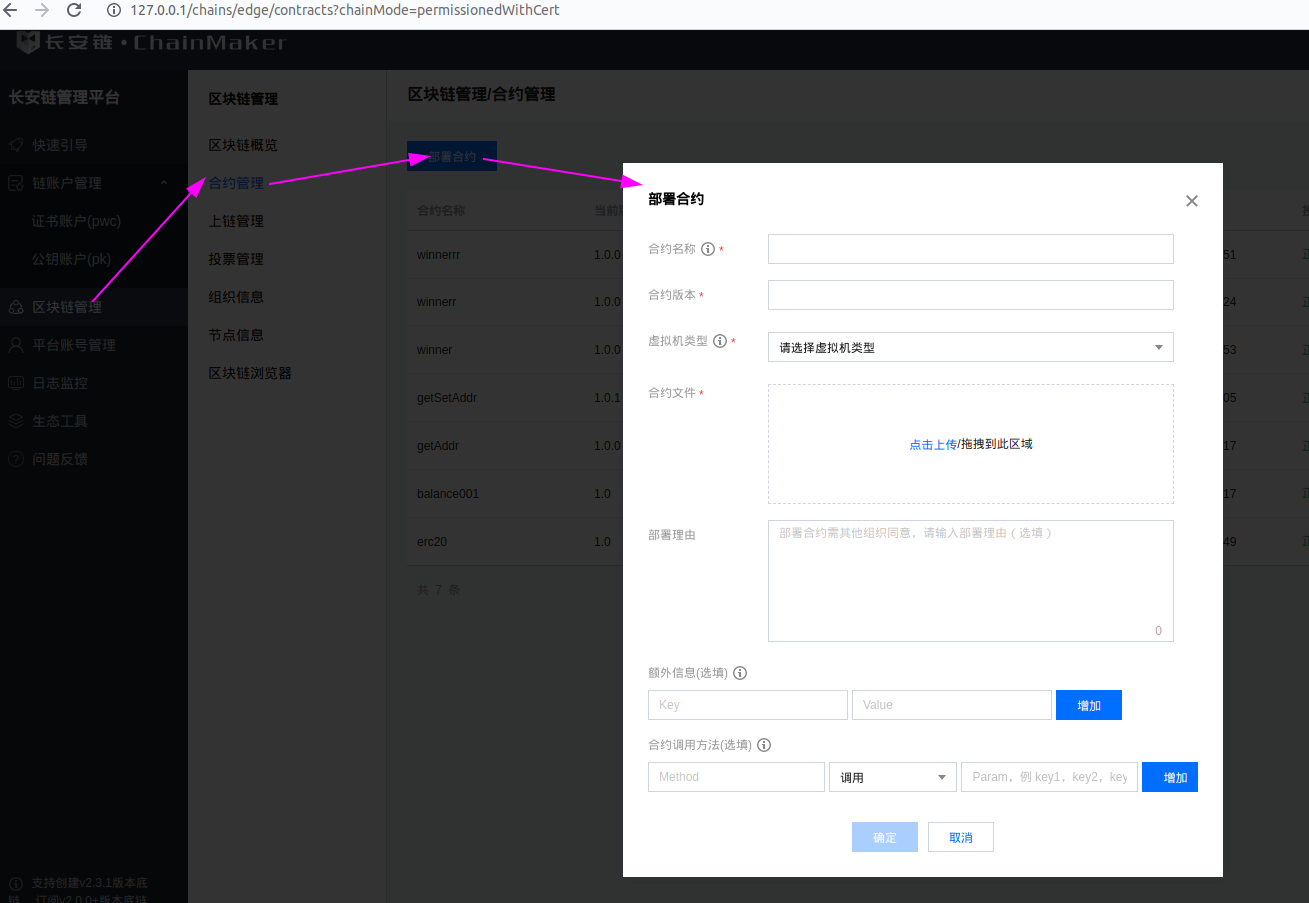 127.0.0.1/chains/edge/contracts?chainMode=permissionedWithCert
长安链·ChainMaker
长安链管理平台
快速引导
链账户管理
证书账户(pwc)
公钥账户(pk)
区块链管理
平台账号管理
日志监控
生态工具
问题反馈
支持创建v2.3.1版本底
链，订阅v2.0.0+版本底链
区块链管理
区块链概览
合约管理
上链管理
投票管理
组织信息
节点信息
区块链浏览器
区块链管理/合约管理
部署合约
合约名称 当前
winnerrr 1.0.0 51
winnerr 1.0.0 24
winner 1.0.0 53
getSetAddr 1.0.1 05
getAddr 1.0.0 17
balance001 1.0 17
erc20 1.0 49
共 7 条
部署合约
合约名称 *
合约版本 *
虚拟机类型 * 请选择虚拟机类型
合约文件 *
点击上传/拖拽到此区域
部署理由
部署合约需其他组织同意，请输入部署理由（选填）
0
额外信息(选填)
Key Value 增加
合约调用方法(选填)
Method 调用 Param，例 key1，key2，key 增加
确定 取消